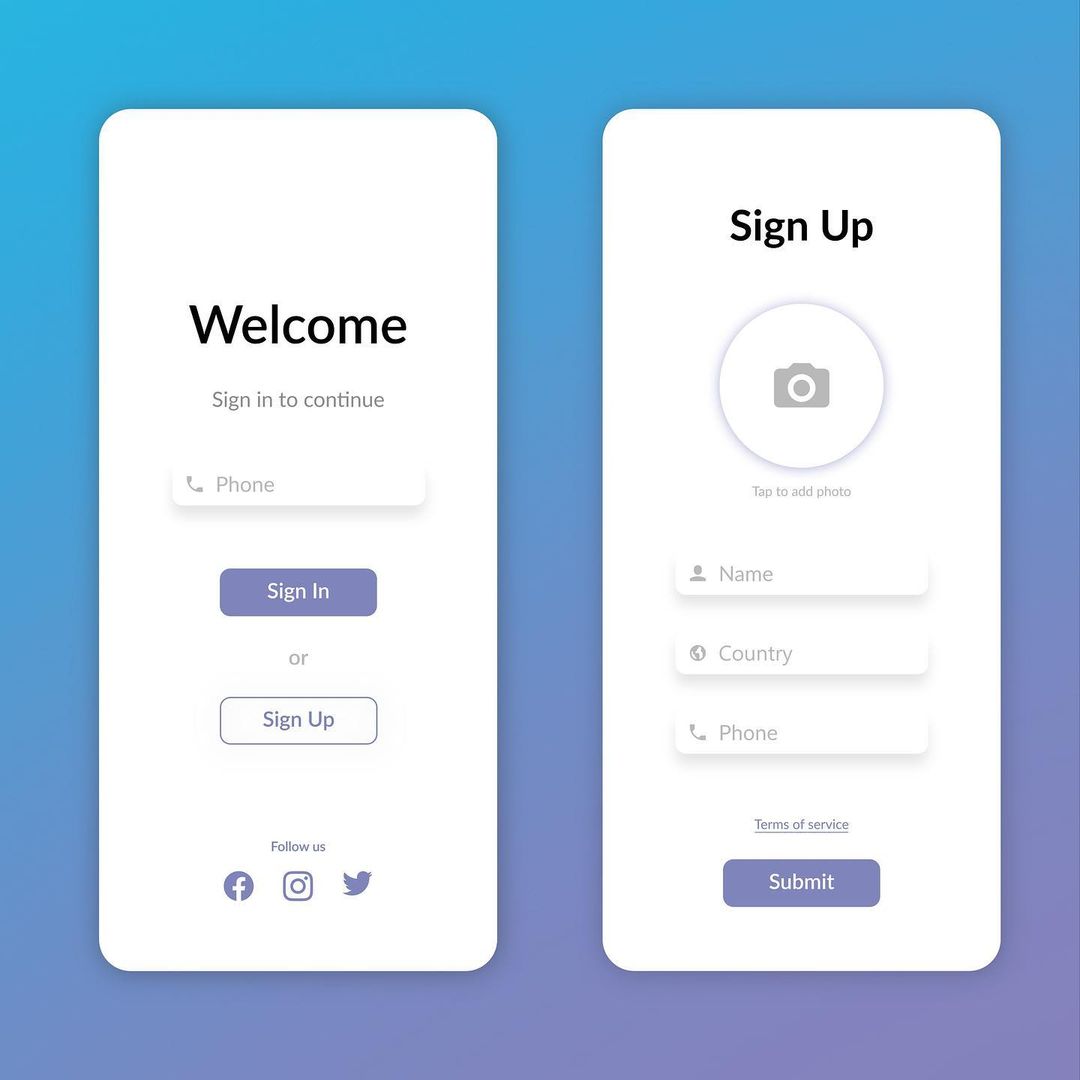 Welcome
Sign in to continue
Phone
Sign In
or
Sign Up
Follow us
Sign Up
Tap to add photo
Name
Country
Phone
Terms of service
Submit